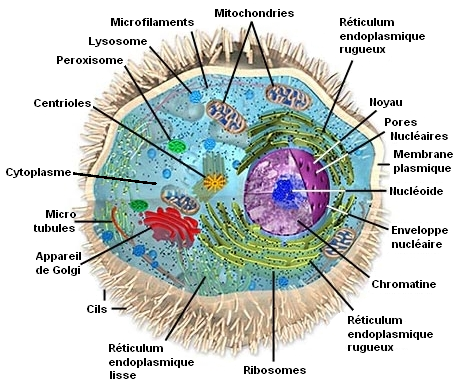 Mitochondries
Microfilaments
Lysosome
Peroxisome
Centrioles
Cytoplasme
Micro
tubules
Appareil
de Golgi
Cils
Réticulum
endoplasmique
lisse
Ribosomes
Réticulum
endoplasmique
rugueux
Noyau
Pores
Nucléaires
Membrane
plasmique
Nucléoide
Enveloppe
nucléaire
Chromatine
Réticulum
endoplasmique
rugueux